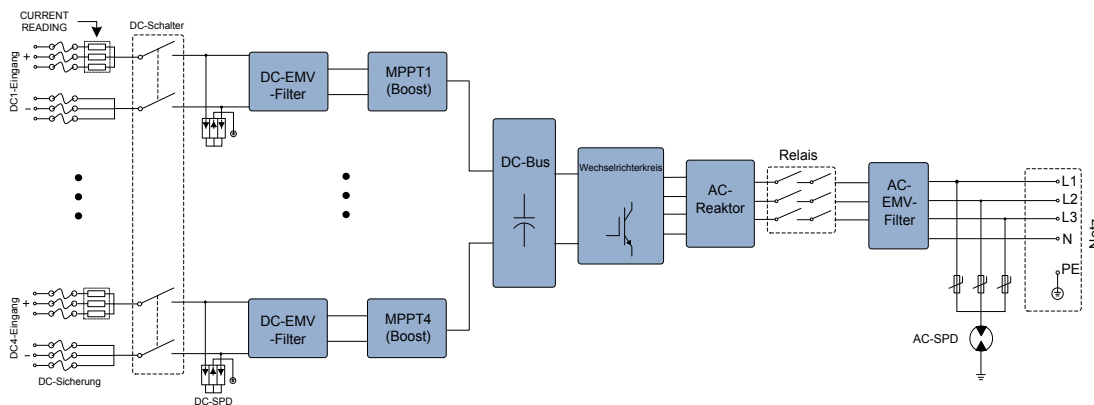 CURRENT
READING
DC-Schalter
DC1-Eingang
+
−
DC-EMV
-Filter
MPPT1
(Boost)
DC-Bus
Wechselrichterkreis
AC-
Reaktor
Relais
AC-
EMV-
Filter
L1
L2
L3
N
PE
Netz
AC-SPD
DC4-Eingang
+
−
DC-EMV
-Filter
MPPT4
(Boost)
DC-Sicherung
DC-SPD